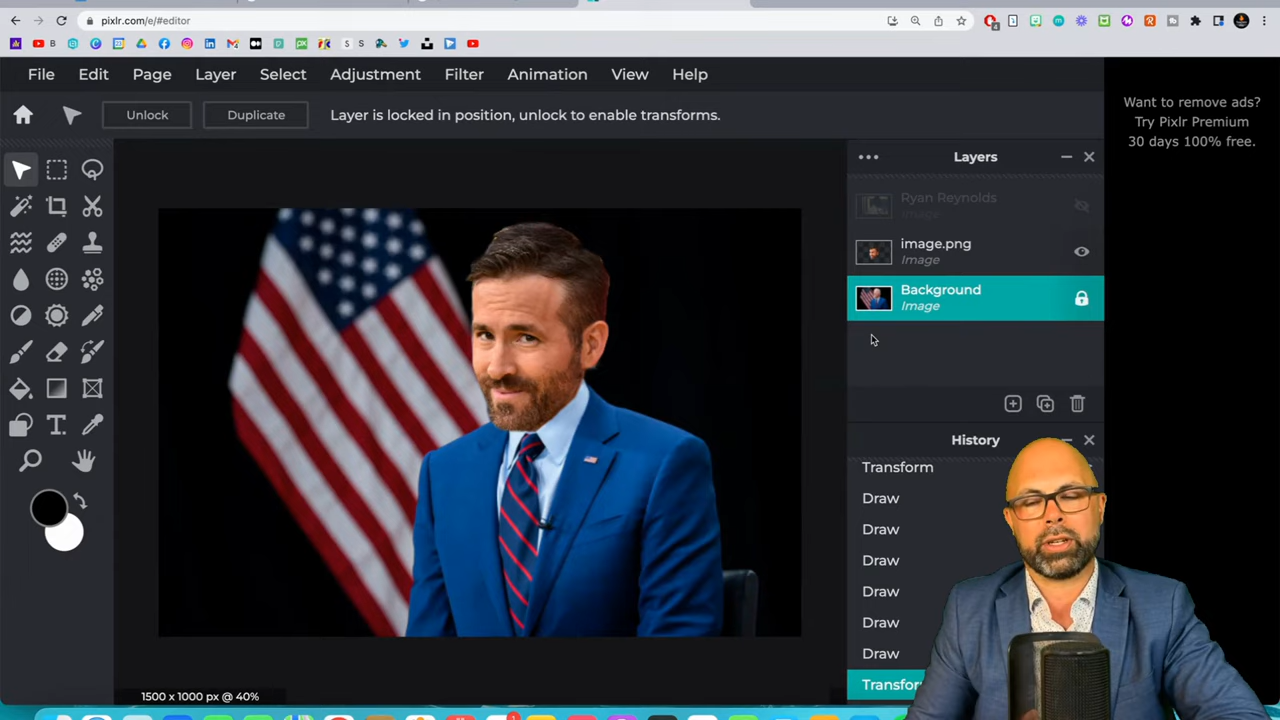 pixlr.com/e/#editor
File Edit Page Layer Select Adjustment Filter Animation View Help
Unlock Duplicate Layer is locked in position, unlock to enable transforms.
Want to remove ads?
Try Pixlr Premium
30 days 100% free.
Layers
Ryan Reynolds
Image
image.png
Image
Background
Image
History
Transform
Draw
Draw
Draw
Draw
Draw
Draw
1500 x 1000 px @ 40%